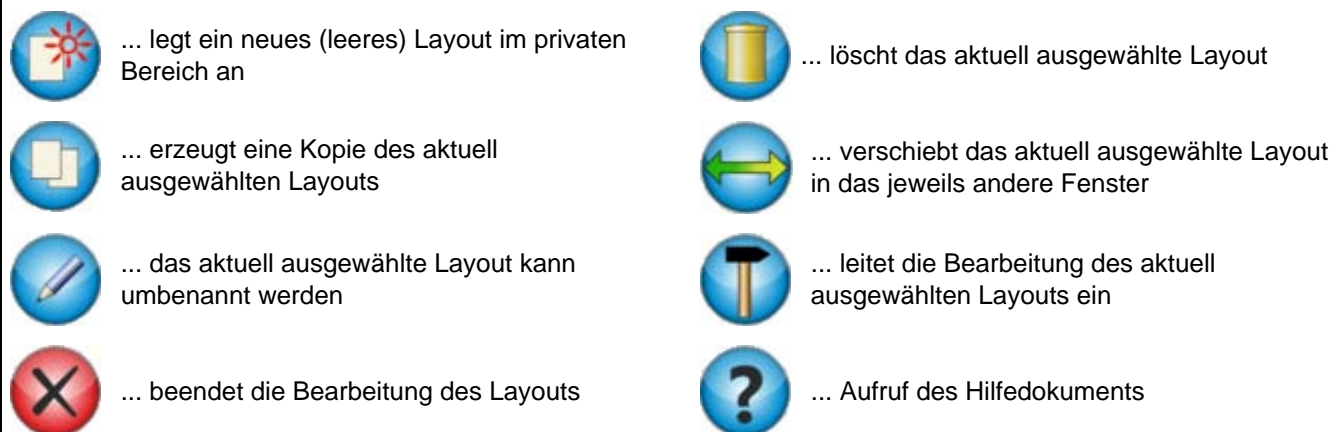 ... legt ein neues (leeres) Layout im privaten
Bereich an
... löscht das aktuell ausgewählte Layout
... erzeugt eine Kopie des aktuell
ausgewählten Layouts
... verschiebt das aktuell ausgewählte Layout
in das jeweils andere Fenster
... das aktuell ausgewählte Layout kann
umbenannt werden
... leitet die Bearbeitung des aktuell
ausgewählten Layouts ein
... beendet die Bearbeitung des Layouts
?
... Aufruf des Hilfedokuments